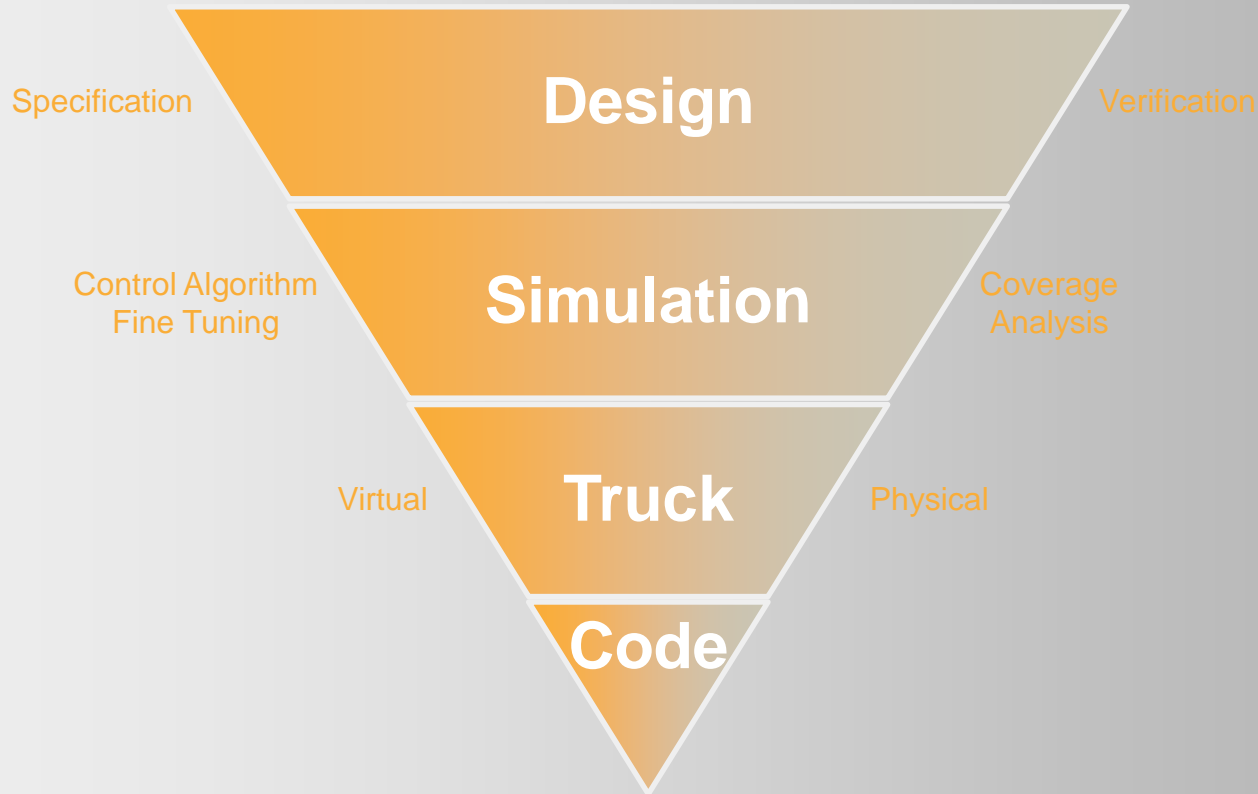 Specification
Design
Verification
Control Algorithm
Fine Tuning
Simulation
Coverage
Analysis
Virtual
Truck
Physical
Code